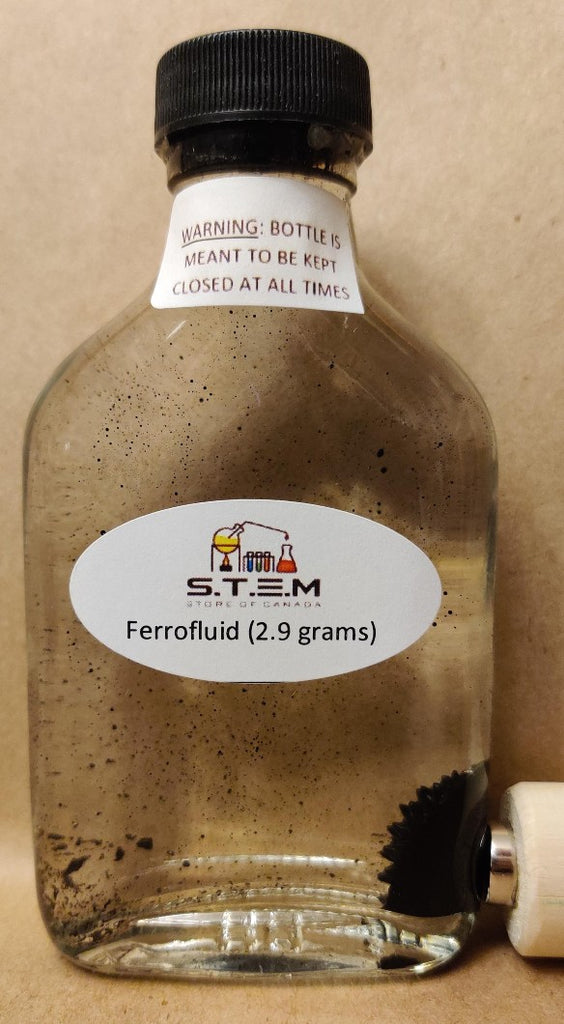 WARNING: BOTTLE IS
MEANT TO BE KEPT
CLOSED AT ALL TIMES
S.T.E.M
STORE OF CANADA
Ferrofluid (2.9 grams)